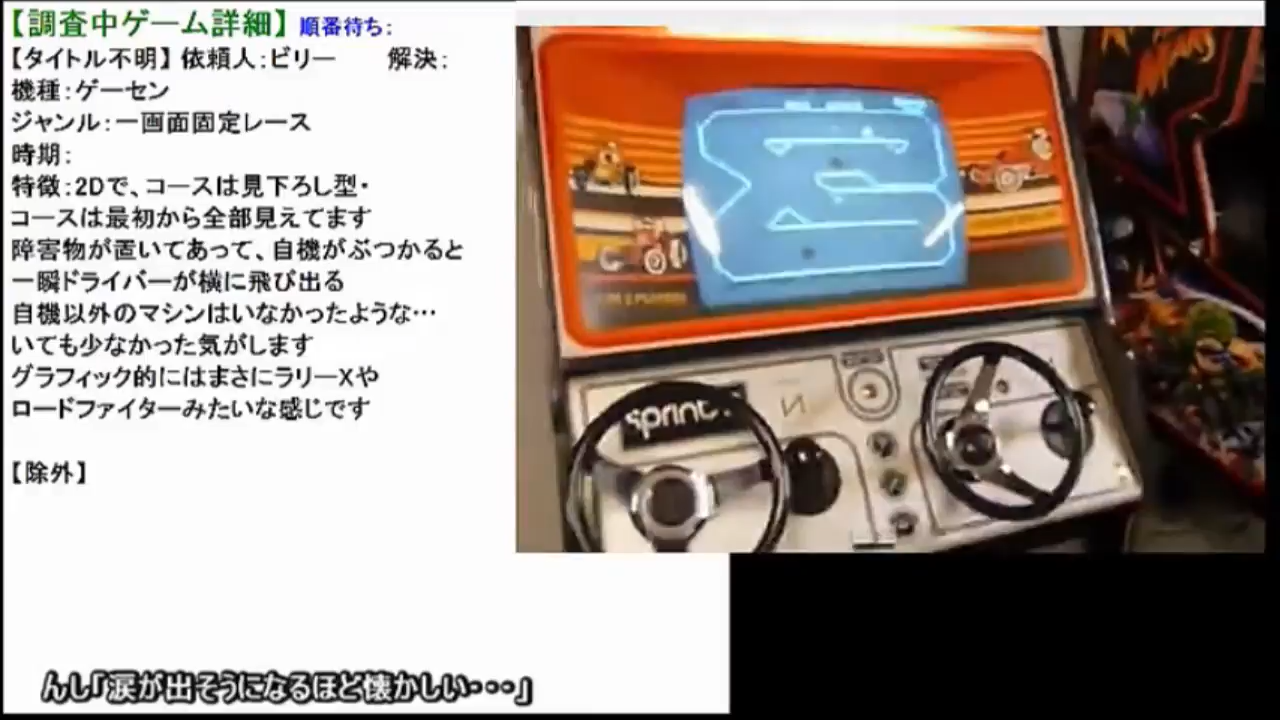 【調査中ゲーム詳細】 順番待ち:
【タイトル不明】 依頼人:ビリー 解決:
機種:ゲーセン
ジャンル:一画面固定レース
時期:
特徴:2Dで、コースは見下ろし型・
コースは最初から全部見えてます
障害物が置いてあって、自機がぶつかると
一瞬ドライバーが横に飛び出る
自機以外のマシンはいなかったような…
いても少なかった気がします
グラフィック的にはまさにラリーXや
ロードファイターみたいな感じです
【除外】
sprint
んし「涙が出そうになるほど懐かしい・・・」